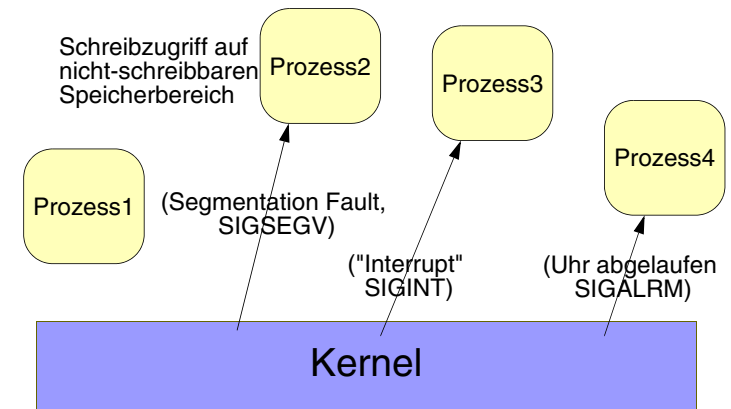 Schreibzugriff auf
nicht-schreibbaren
Speicherbereich
Prozess2
Prozess3
Prozess4
Prozess1
(Segmentation Fault,
SIGSEGV)
("Interrupt"
SIGINT)
(Uhr abgelaufen
SIGALRM)
Kernel